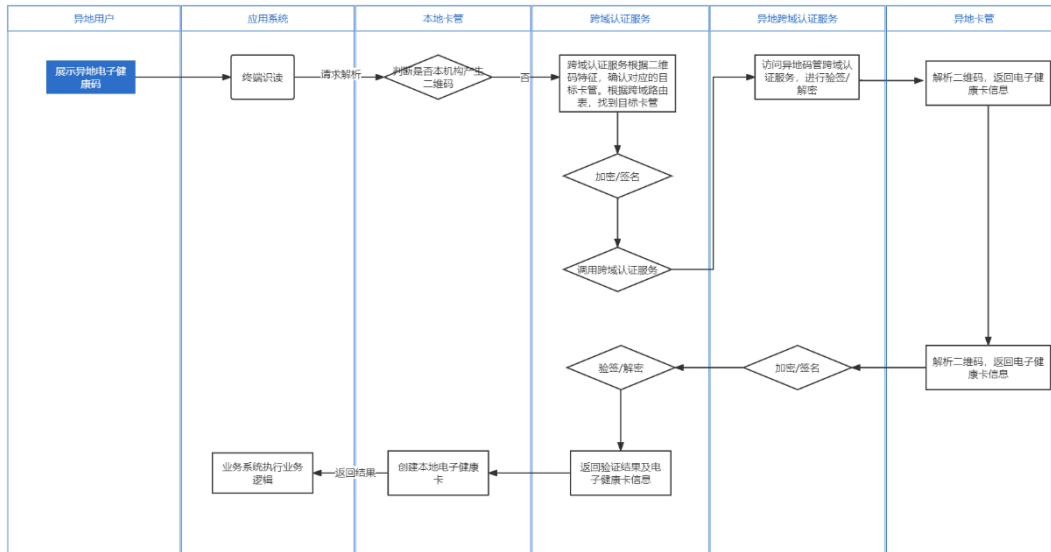 异地用户
应用系统
本地卡管
跨域认证服务
异地跨域认证服务
异地卡管
展示异地电子健
康码
终端识读
请求解析
判断是否本机构产生
二维码
否
跨域认证服务根据二维
码特征，确认对应的目
标卡管。根据跨域路由
表，找到目标卡管
访问异地码管跨域认
证服务，进行验签/
解密
解析二维码，返回电子健
康卡信息
加密/签名
调用跨域认证服务
验签/解密
加密/签名
解析二维码，返回电子健
康卡信息
业务系统执行业务
逻辑
返回结果
创建本地电子健康
卡
返回验证结果及电
子健康卡信息